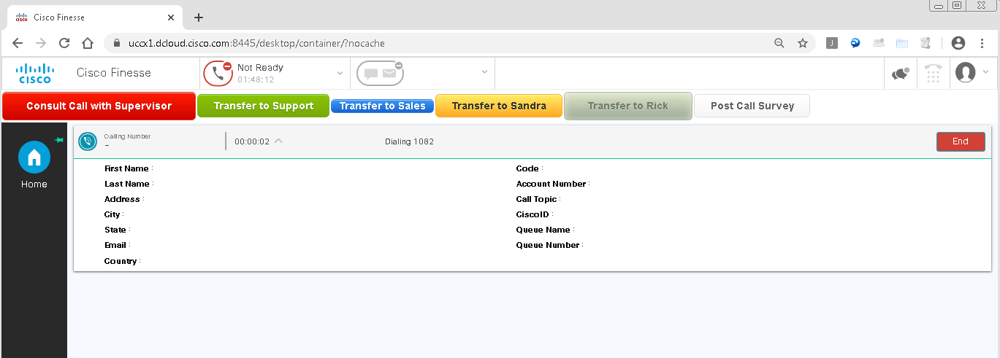 Cisco Finesse
uccx1.dcloud.cisco.com:8445/desktop/container/?nocache
J
CISCO
Cisco Finesse
Not Ready
01:48:12
Consult Call with Supervisor
Transfer to Support
Transfer to Sales
Transfer to Sandra
Transfer to Rick
Post Call Survey
Home
Dialing Number
–
00:00:02
Dialing 1082
End
First Name :
Last Name :
Address :
City :
State :
Email :
Country :
Code :
Account Number :
Call Topic :
CiscoID :
Queue Name :
Queue Number :